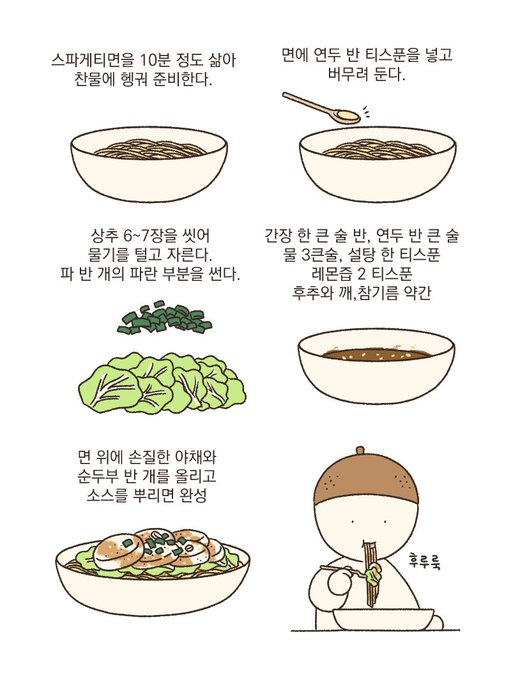 스파게티면을 10분 정도 삶아
찬물에 헹궈 준비한다.
면에 연두 반 티스푼을 넣고
버무려 둔다.
상추 6~7장을 씻어
물기를 털고 자른다.
파 반 개의 파란 부분을 썬다.
간장 한 큰 술 반, 연두 반 큰 술
물 3큰술, 설탕 한 티스푼
레몬즙 2 티스푼
후추와 깨,참기름 약간
면 위에 손질한 야채와
순두부 반 개를 올리고
소스를 뿌리면 완성
후루룩